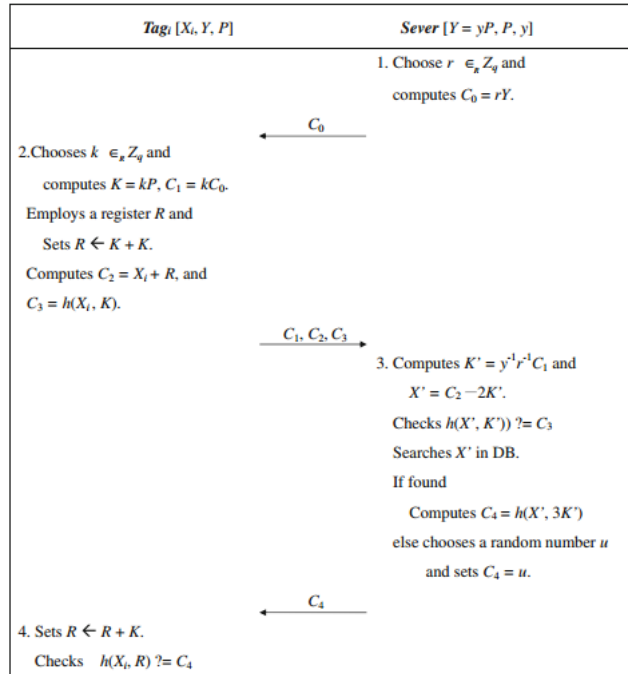 Tagᵢ [Xᵢ, Y, P]
Sever [Y = yP, P, y]
1. Choose r ∈ᵣ Z_q and
computes C₀ = rY.
C₀
2.Chooses k ∈ᵣ Z_q and
computes K = kP, C₁ = kC₀.
Employs a register R and
Sets R ← K + K.
Computes C₂ = Xᵢ + R, and
C₃ = h(Xᵢ, K).
C₁, C₂, C₃
3. Computes K’ = y⁻¹r⁻¹C₁ and
X’ = C₂ –2K’.
Checks h(X’, K’)) ?= C₃
Searches X’ in DB.
If found
Computes C₄ = h(X’, 3K’)
else chooses a random number u
and sets C₄ = u.
C₄
4. Sets R ← R + K.
Checks h(Xᵢ, R) ?= C₄